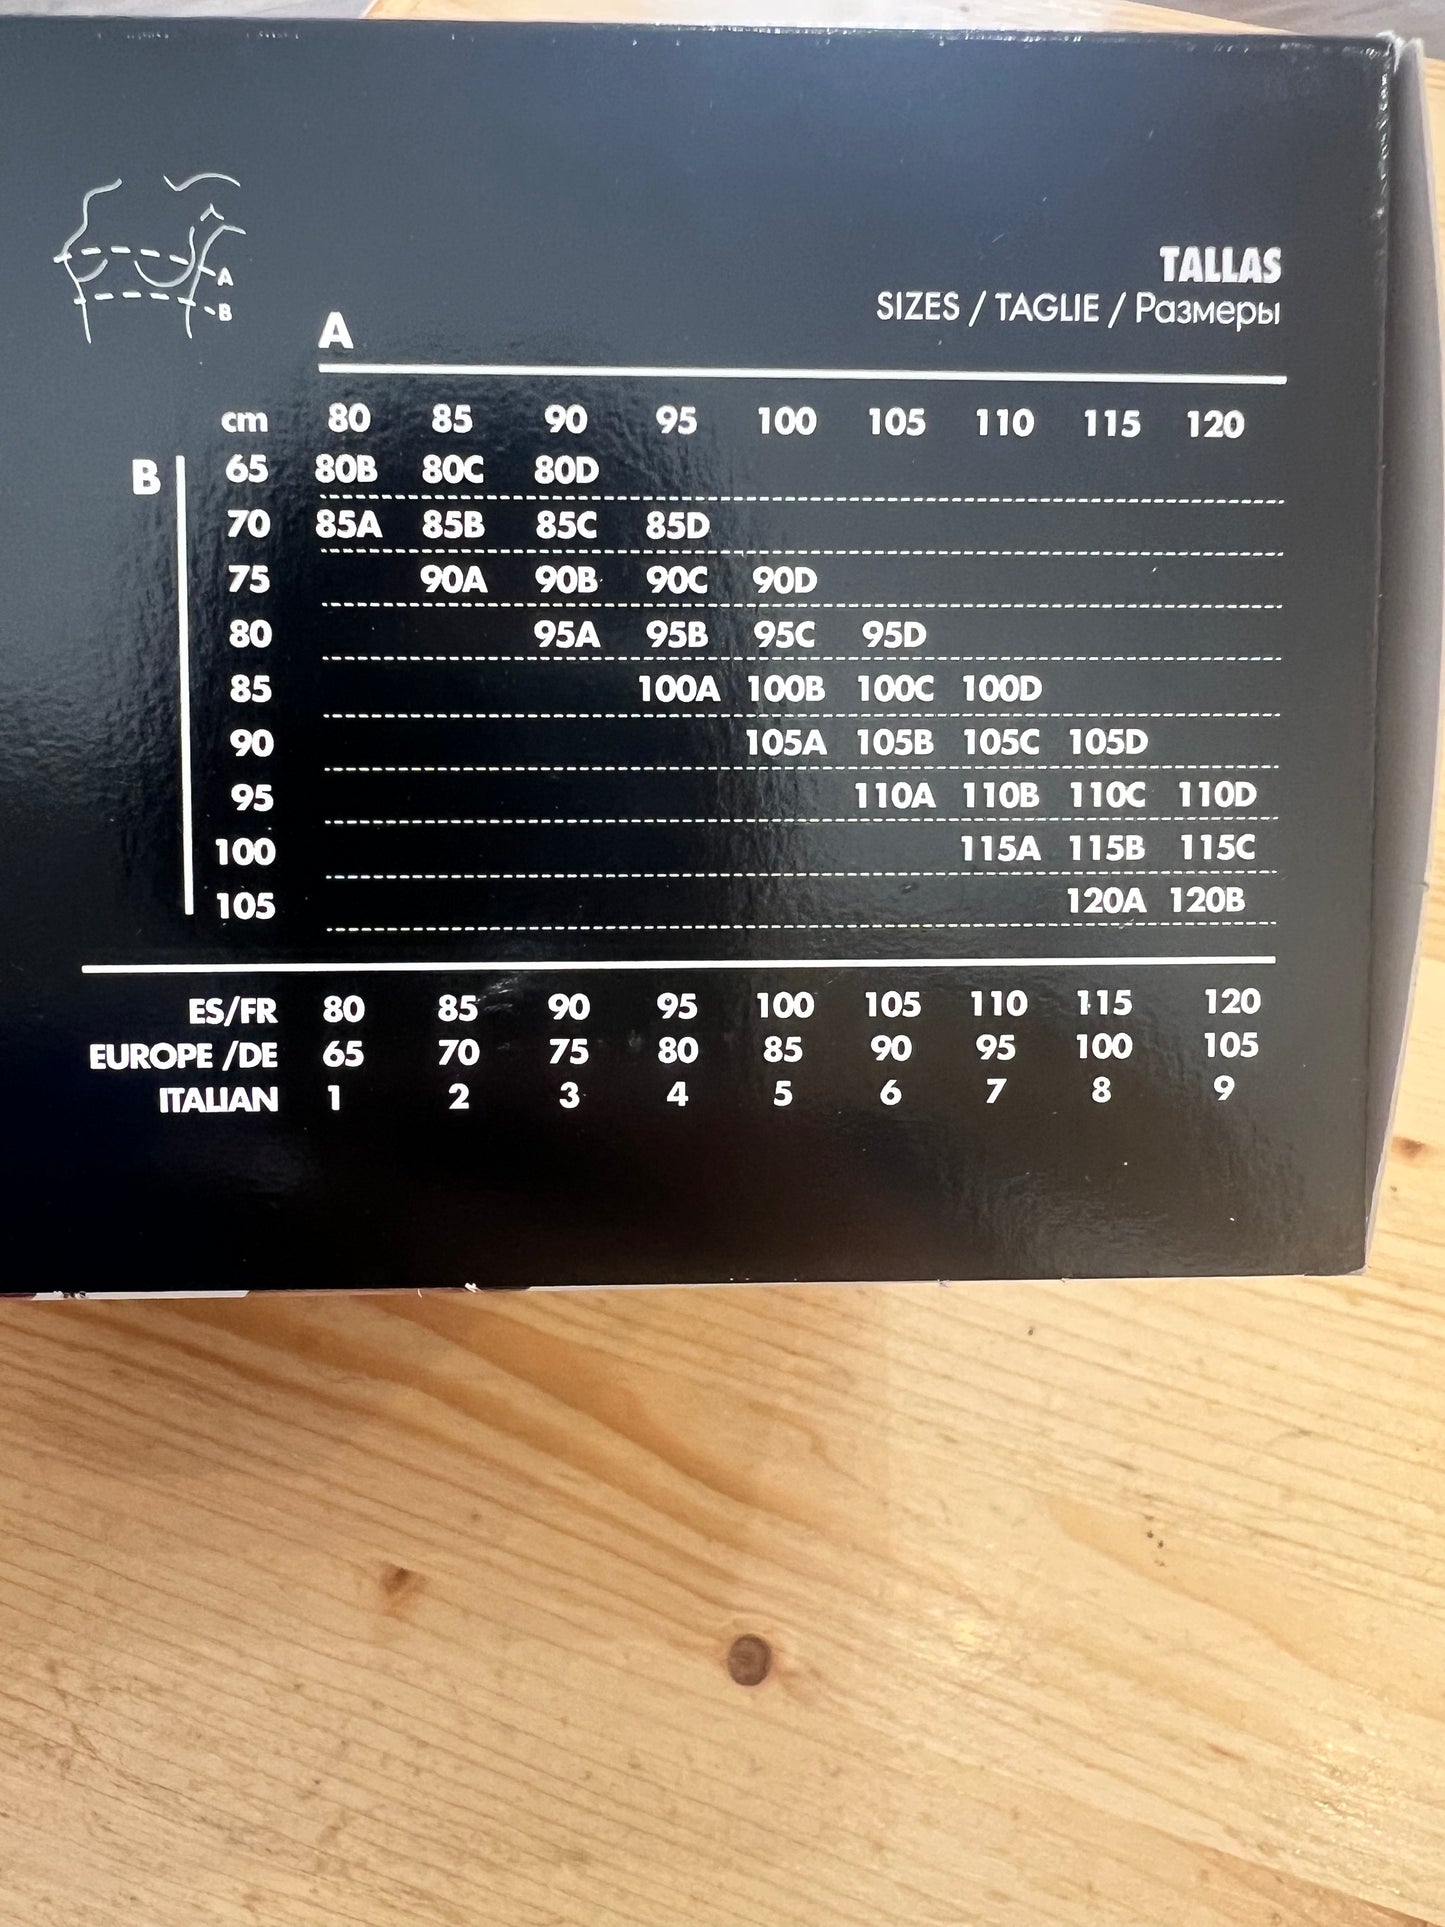 TALLAS
SIZES / TAGLIE / Размеры
A
B
A
cm 80 85 90 95 100 105 110 115 120
B 65 80B 80C 80D
70 85A 85B 85C 85D
75 90A 90B 90C 90D
80 95A 95B 95C 95D
85 100A 100B 100C 100D
90 105A 105B 105C 105D
95 110A 110B 110C 110D
100 115A 115B 115C
105 120A 120B
ES/FR 80 85 90 95 100 105 110 115 120
EUROPE /DE 65 70 75 80 85 90 95 100 105
ITALIAN 1 2 3 4 5 6 7 8 9